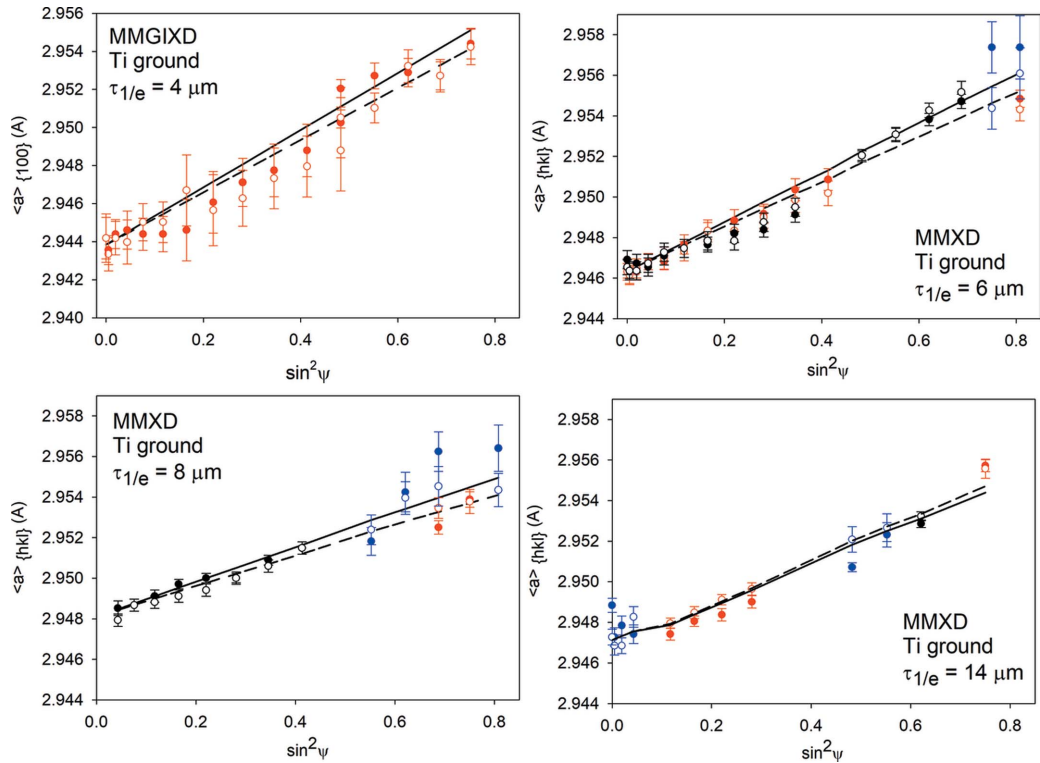 2.956
2.954
2.952
2.950
2.948
2.946
2.944
2.942
2.940
<a> {100} (A)
MMGIXD
Ti ground
τ1/e = 4 μm
0.0 0.2 0.4 0.6 0.8
sin²ψ
2.958
2.956
2.954
2.952
2.950
2.948
2.946
2.944
<a> {hkl} (A)
MMXD
Ti ground
τ1/e = 6 μm
0.0 0.2 0.4 0.6 0.8
sin²ψ
2.958
2.956
2.954
2.952
2.950
2.948
2.946
2.944
<a> {hkl} (A)
MMXD
Ti ground
τ1/e = 8 μm
0.0 0.2 0.4 0.6 0.8
sin²ψ
2.958
2.956
2.954
2.952
2.950
2.948
2.946
2.944
<a> {hkl} (A)
MMXD
Ti ground
τ1/e = 14 μm
0.0 0.2 0.4 0.6 0.8
sin²ψ